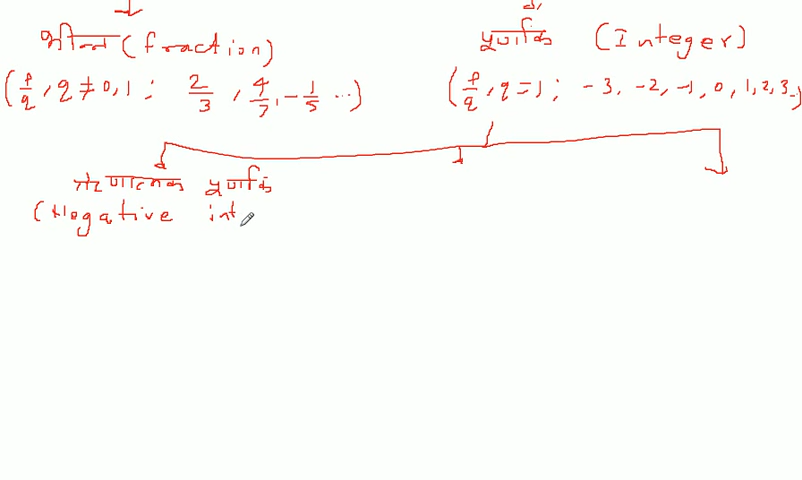 भिन्न (fraction)
पूर्णांक (Integer)
(p/q, q ≠ 0, 1 ; 2/3, 4/7, -1/5 ...)
(p/q, q = 1 ; -3, -2, -1, 0, 1, 2, 3..)
ऋणात्मक पूर्णांक
(Negative int